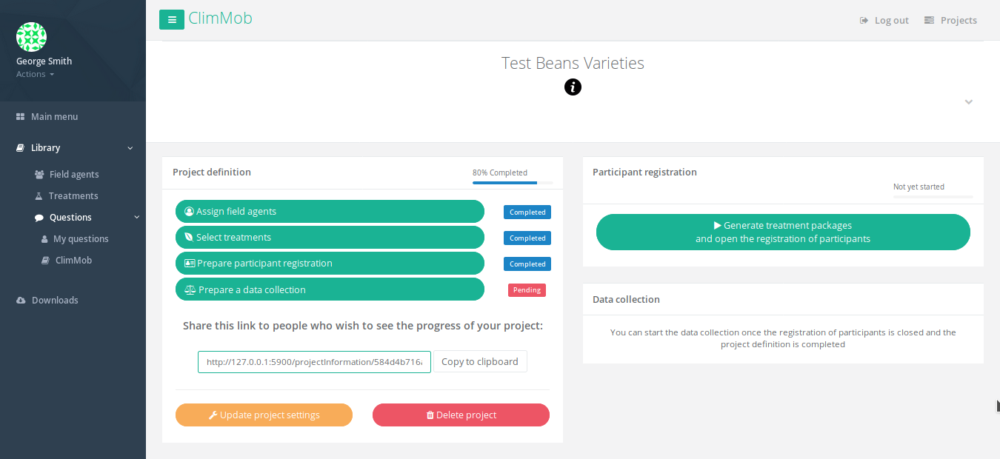 George Smith
Actions
Main menu
Library
Field agents
Treatments
Questions
My questions
ClimMob
Downloads
ClimMob
Log out
Projects
Test Beans Varieties
Project definition
80% Completed
Assign field agents
Completed
Select treatments
Completed
Prepare participant registration
Completed
Prepare a data collection
Pending
Share this link to people who wish to see the progress of your project:
http://127.0.0.1:5900/projectInformation/584d4b716
Copy to clipboard
Update project settings
Delete project
Participant registration
Not yet started
Generate treatment packages
and open the registration of participants
Data collection
You can start the data collection once the registration of participants is closed and the
project definition is completed